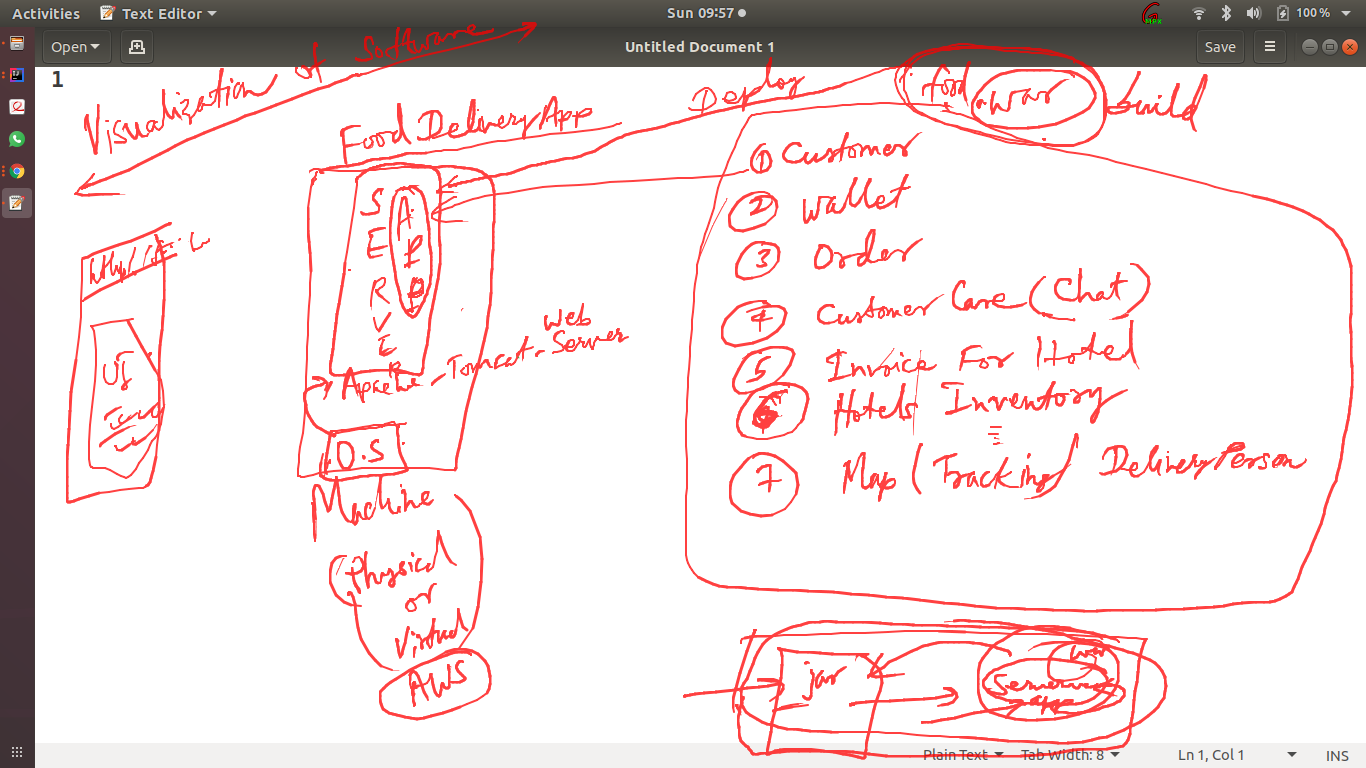 Activities Text Editor Sun 09:57 100 %
Open Untitled Document 1 Save
1
Visualization of Software
Food Delivery App
Deploy
food .war build
1 Customer
2 Wallet
3 Order
4 Customer Care (Chat)
5 Invoice For Hotel
6 Hotels Inventory
7 Map (Tracking) Delivery Person
SERVER
APP
UI
Apache - Tomcat - Web Server
O.S
Machine
Physical
or
Virtual
AWS
jar
war
app
Plain Text Tab Width: 8 Ln 1, Col 1 INS